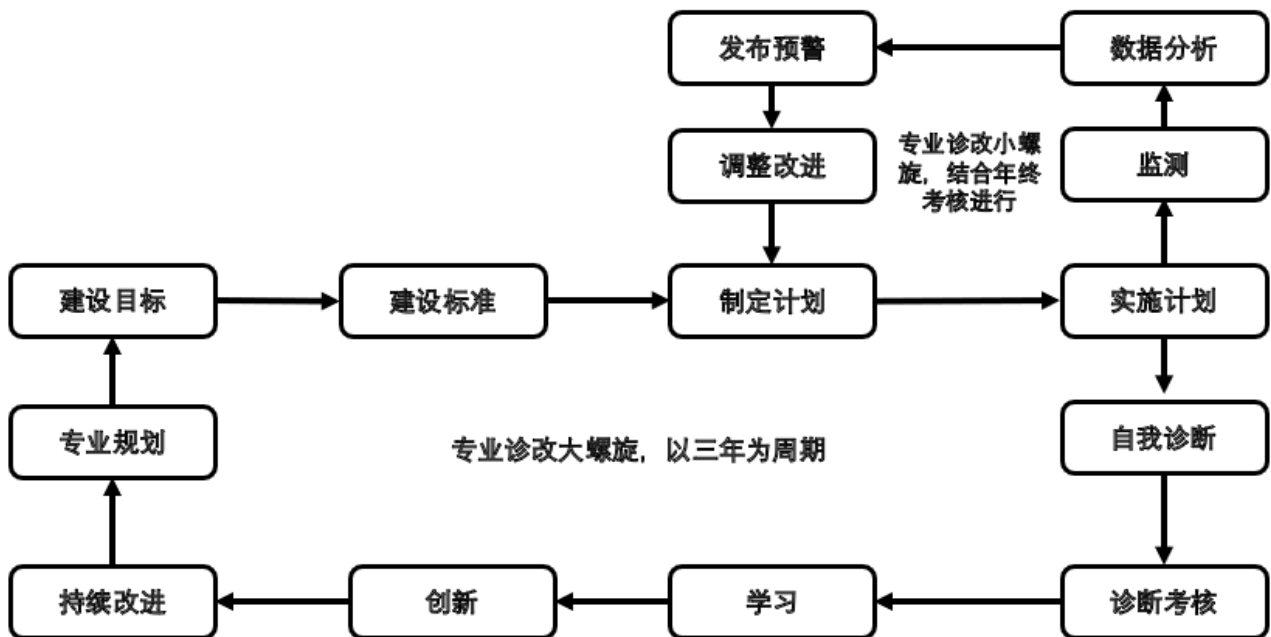 发布预警
数据分析
调整改进
专业诊改小螺
旋，结合年终
考核进行
监测
建设目标
建设标准
制定计划
实施计划
专业规划
专业诊改大螺旋，以三年为周期
自我诊断
持续改进
创新
学习
诊断考核